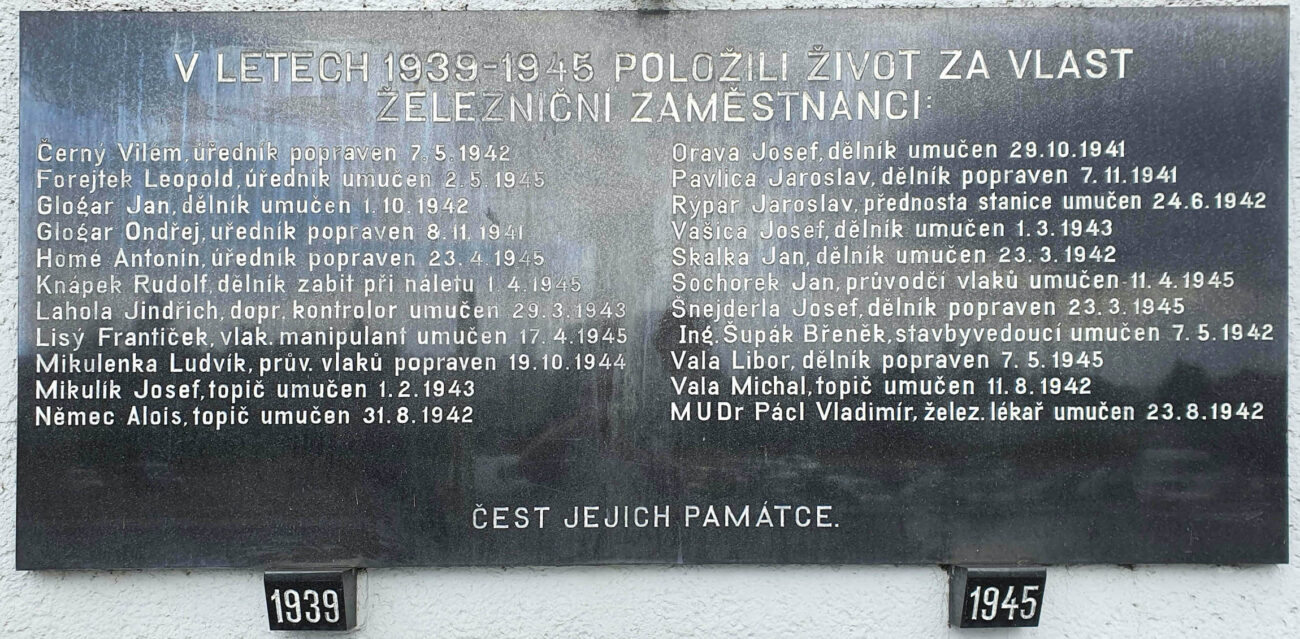 V LETECH 1939-1945 POLOŽILI ŽIVOT ZA VLAST
ŽELEZNIČNÍ ZAMĚSTNANCI:
Černý Vilém, úředník popraven 7.5.1942
Forejtek Leopold, úředník umučen 2.5.1945
Glogar Jan, dělník umučen 1.10.1942
Glogar Ondřej, úředník popraven 8.11.1941
Home Antonín, úředník popraven 23.4.1945
Knápek Rudolf, dělník zabit při náletu 1.4.1945
Lahola Jindřich, dopr. kontrolor umučen 29.3.1943
Lisý Frantíček, vlak. manipulant umučen 17.4.1945
Mikulenka Ludvík, prův. vlaků popraven 19.10.1944
Mikulík Josef, topič umučen 1.2.1943
Němec Alois, topič umučen 31.8.1942
Orava Josef, dělník umučen 29.10.1941
Pavlica Jaroslav, dělník popraven 7.11.1941
Rypar Jaroslav, přednosta stanice umučen 24.6.1942
Vašica Josef, dělník umučen 1.3.1943
Skalka Jan, dělník umučen 23.3.1942
Sochorek Jan, průvodčí vlaků umučen 11.4.1945
Šnejderla Josef, dělník popraven 23.3.1945
Ing. Šupák Břeněk, stavbyvedoucí umučen 7.5.1942
Vala Libor, dělník popraven 7.5.1945
Vala Michal, topič umučen 11.8.1942
MUDr Pácl Vladimír, želez. lékař umučen 23.8.1942
ČEST JEJICH PAMÁTCE.
1939
1945